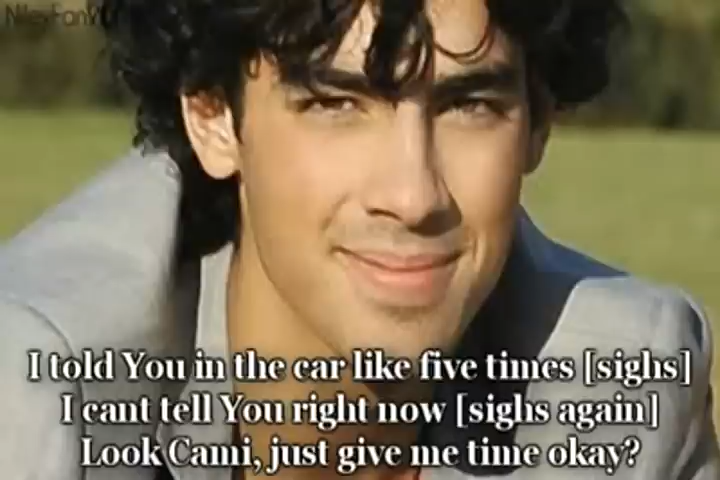 I told You in the car like five times [sighs]
I cant tell You right now [sighs again]
Look Cami, just give me time okay?